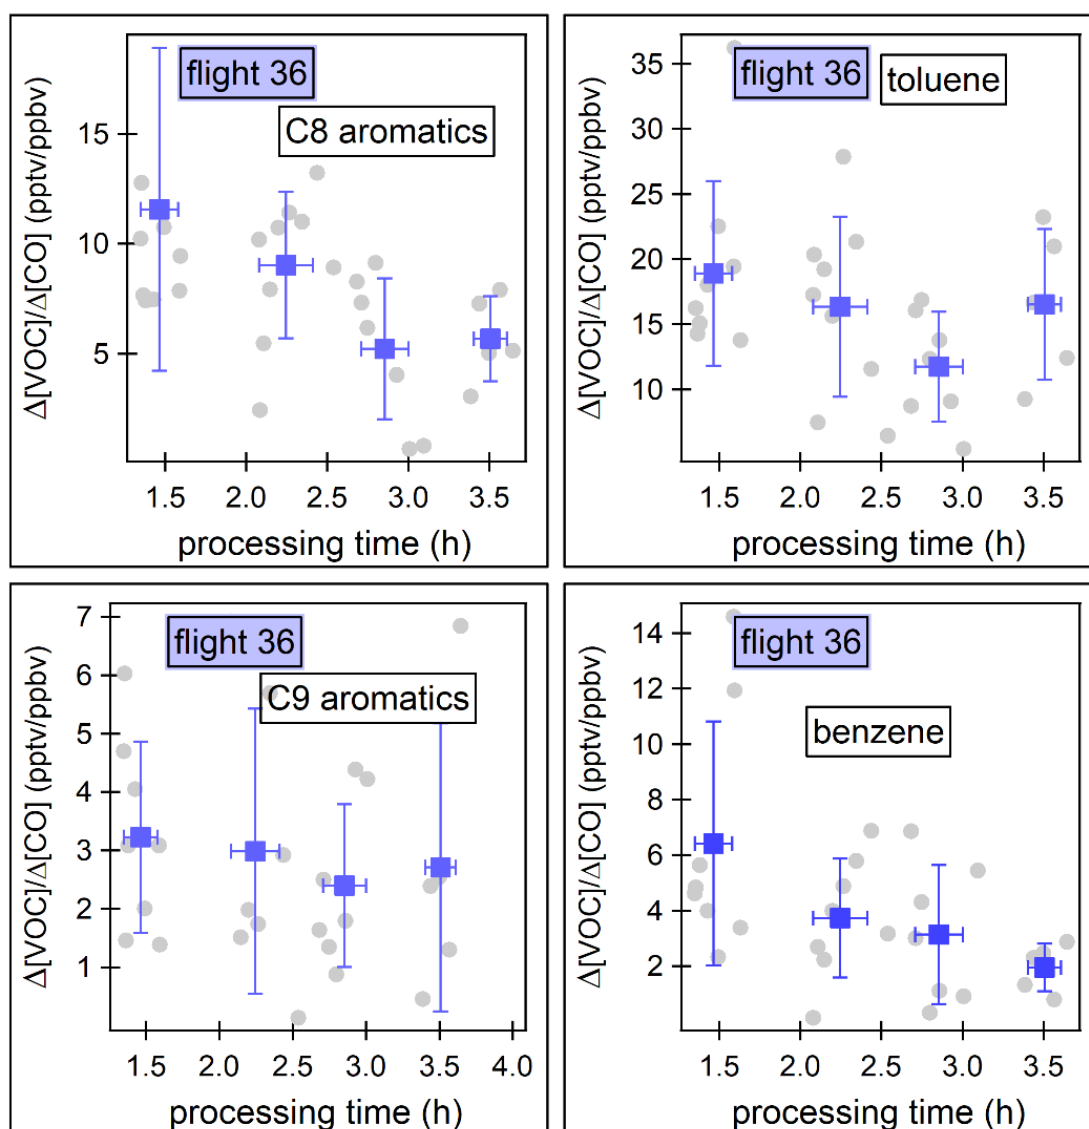 flight 36
C8 aromatics
Δ[VOC]/Δ[CO] (pptv/ppbv)
15
10
5
1.5 2.0 2.5 3.0 3.5
processing time (h)
flight 36
toluene
Δ[VOC]/Δ[CO] (pptv/ppbv)
35
30
25
20
15
10
1.5 2.0 2.5 3.0 3.5
processing time (h)
flight 36
C9 aromatics
Δ[VOC]/Δ[CO] (pptv/ppbv)
7
6
5
4
3
2
1
1.5 2.0 2.5 3.0 3.5 4.0
processing time (h)
flight 36
benzene
Δ[VOC]/Δ[CO] (pptv/ppbv)
14
12
10
8
6
4
2
1.5 2.0 2.5 3.0 3.5
processing time (h)